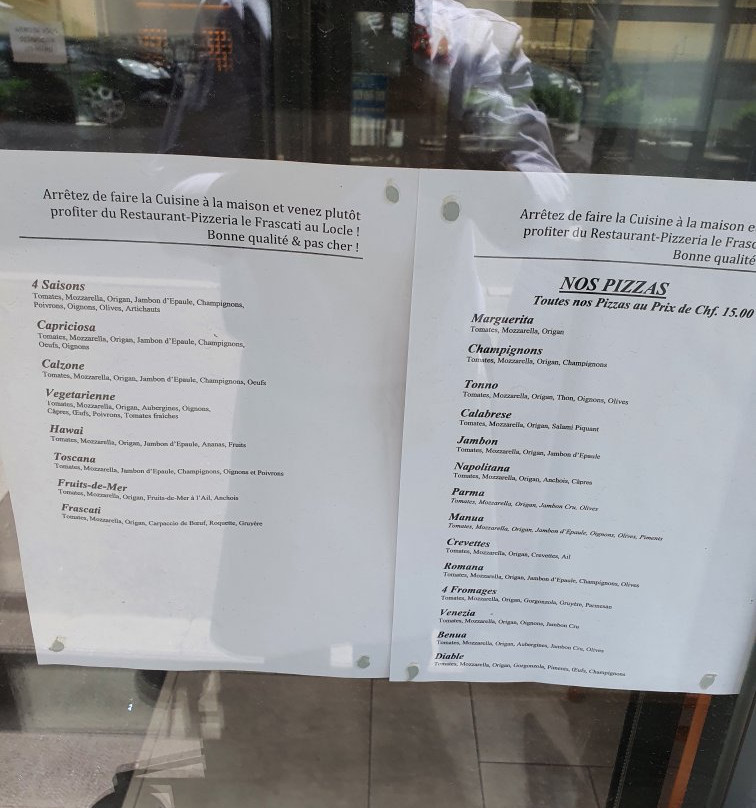 Arrêtez de faire la Cuisine à la maison et venez plutôt
profiter du Restaurant-Pizzeria le Frascati au Locle !
Bonne qualité & pas cher !
4 Saisons
Tomates, Mozzarella, Origan, Jambon d'Epaule, Champignons,
Poivrons, Oignons, Olives, Artichauts
Capriciosa
Tomates, Mozzarella, Origan, Jambon d'Epaule, Champignons,
Oeufs, Oignons
Calzone
Tomates, Mozzarella, Origan, Jambon d'Epaule, Champignons, Oeufs
Vegetarienne
Tomates, Mozzarella, Origan, Aubergines, Oignons,
Câpres, Œufs, Poivrons, Tomates fraîches
Hawai
Tomates, Mozzarella, Origan, Jambon d'Epaule, Ananas, Fruits
Toscana
Tomates, Mozzarella, Jambon d'Epaule, Champignons, Oignons et Poivrons
Fruits-de-Mer
Tomates, Mozzarella, Origan, Fruits-de-Mer à l'Ail, Anchois
Frascati
Tomates, Mozzarella, Origan, Carpaccio de Bœuf, Roquette, Gruyère
Arrêtez de faire la Cuisine à la maison e
profiter du Restaurant-Pizzeria le Frasc
Bonne qualité
NOS PIZZAS
Toutes nos Pizzas au Prix de Chf. 15.00
Marguerita
Tomates, Mozzarella, Origan
Champignons
Tomates, Mozzarella, Origan, Champignons
Tonno
Tomates, Mozzarella, Origan, Thon, Oignons, Olives
Calabrese
Tomates, Mozzarella, Origan, Salami Piquant
Jambon
Tomates, Mozzarella, Origan, Jambon d'Epaule
Napolitana
Tomates, Mozzarella, Origan, Anchois, Câpres
Parma
Tomates, Mozzarella, Origan, Jambon Cru, Olives
Manua
Tomates, Mozzarella, Origan, Jambon d'Epaule, Oignons, Olives, Piments
Crevettes
Tomates, Mozzarella, Origan, Crevettes, Ail
Romana
Tomates, Mozzarella, Origan, Jambon d'Epaule, Champignons, Olives
4 Fromages
Tomates, Mozzarella, Origan, Gorgonzola, Gruyère, Parmesan
Venezia
Tomates, Mozzarella, Origan, Oignons, Jambon Cru
Benua
Tomates, Mozzarella, Origan, Aubergines, Jambon Cru, Olives
Diable
Tomates, Mozzarella, Origan, Gorgonzola, Piments, Œufs, Champignons